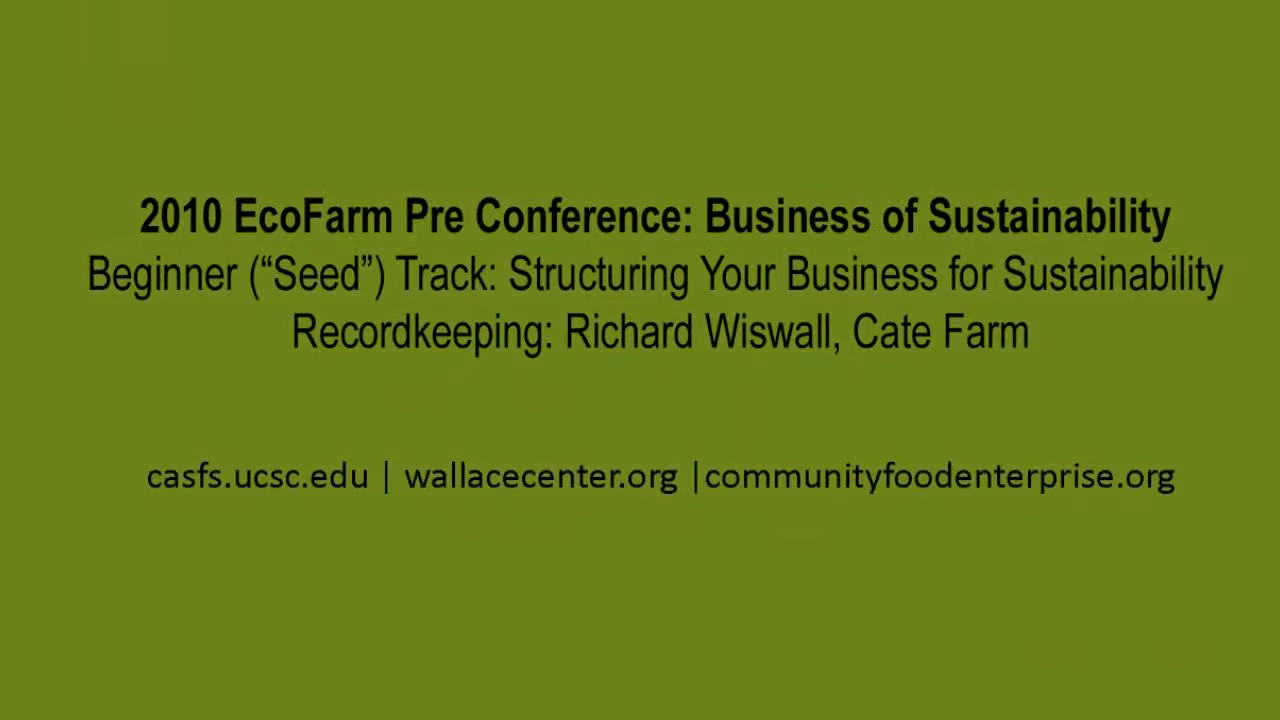 2010 EcoFarm Pre Conference: Business of Sustainability
Beginner (“Seed”) Track: Structuring Your Business for Sustainability
Recordkeeping: Richard Wiswall, Cate Farm
casfs.ucsc.edu | wallacecenter.org |communityfoodenterprise.org